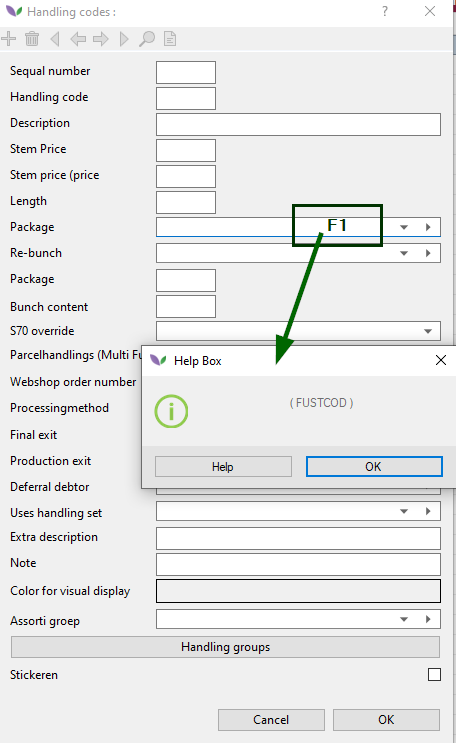 Handling codes :
?
Sequal number
Handling code
Description
Stem Price
Stem price (price
Length
Package
F1
Re-bunch
Package
Bunch content
S70 override
Parcelhandlings (Multi Fu
Help Box
Webshop order number
( FUSTCOD )
Processingmethod
Final exit
Production exit
Help
OK
Deferral debtor
Uses handling set
Extra description
Note
Color for visual display
Assorti groep
Handling groups
Stickeren
Cancel
OK